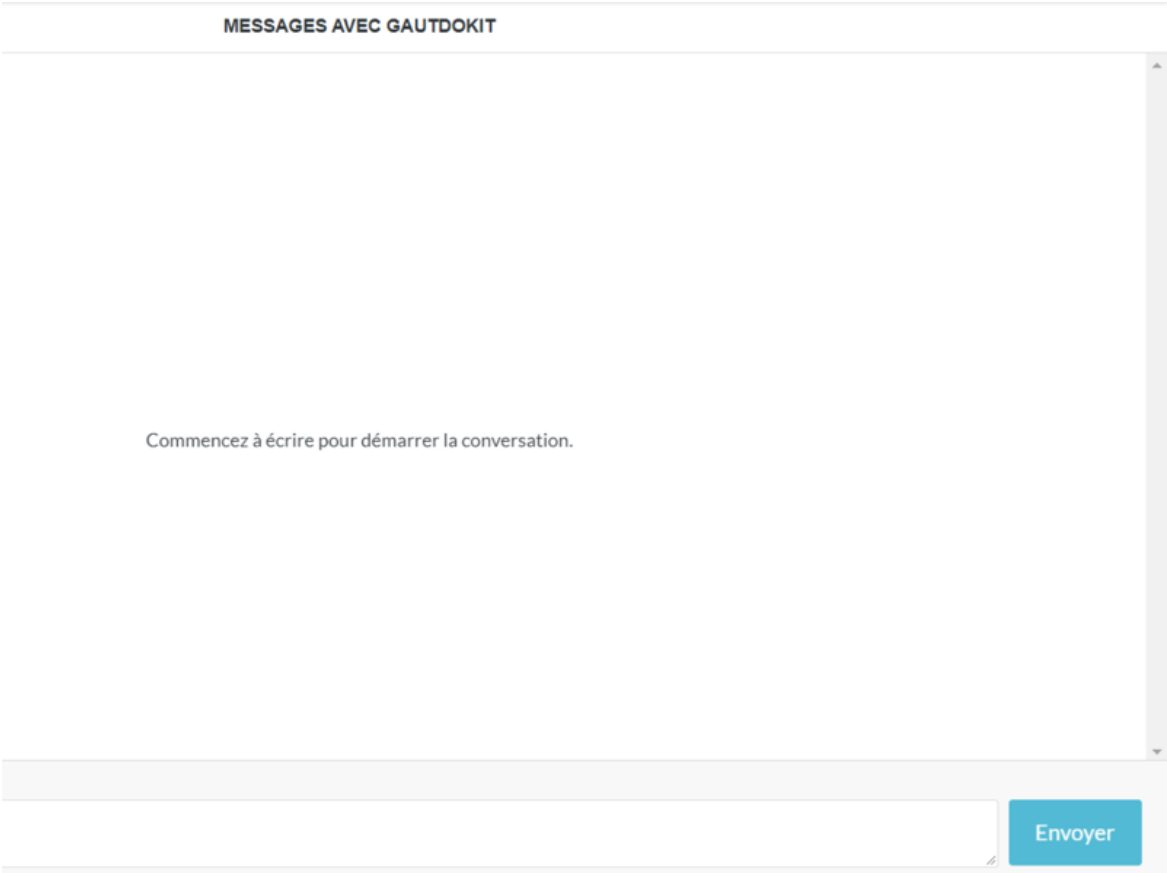 MESSAGES AVEC GAUTDOKIT
Commencez à écrire pour démarrer la conversation.
Envoyer